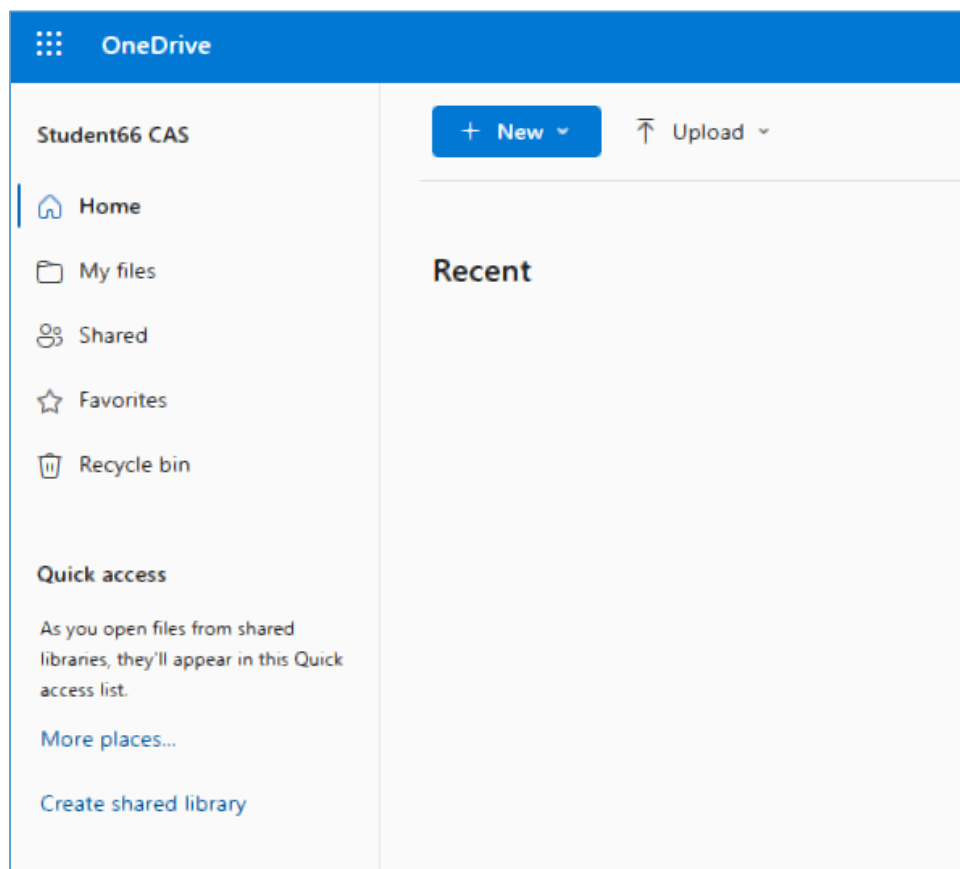 OneDrive
Student66 CAS
Home
My files
Shared
Favorites
Recycle bin
Quick access
As you open files from shared
libraries, they'll appear in this Quick
access list.
More places...
Create shared library
+ New
Upload
Recent